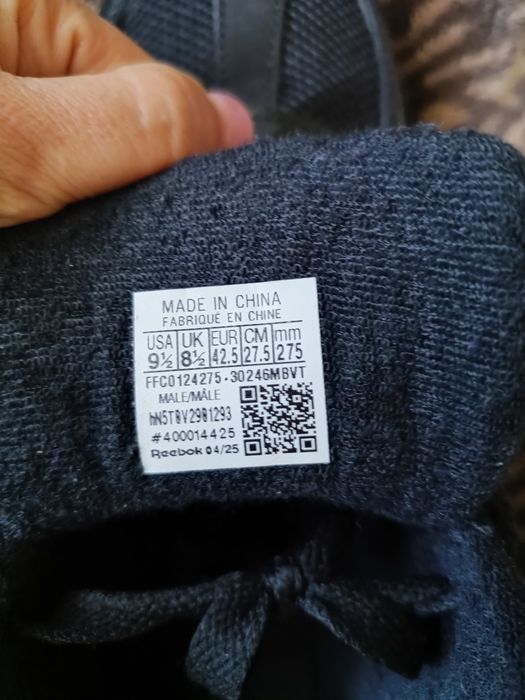 MADE IN CHINA
FABRIQUÉ EN CHINE
USA UK EUR CM mm
9½ 8½ 42.5 27.5 275
FFC0124275-30246MBVT
MALE/MÂLE
hN5TBV2981293
#400014425
Reebok 04/25